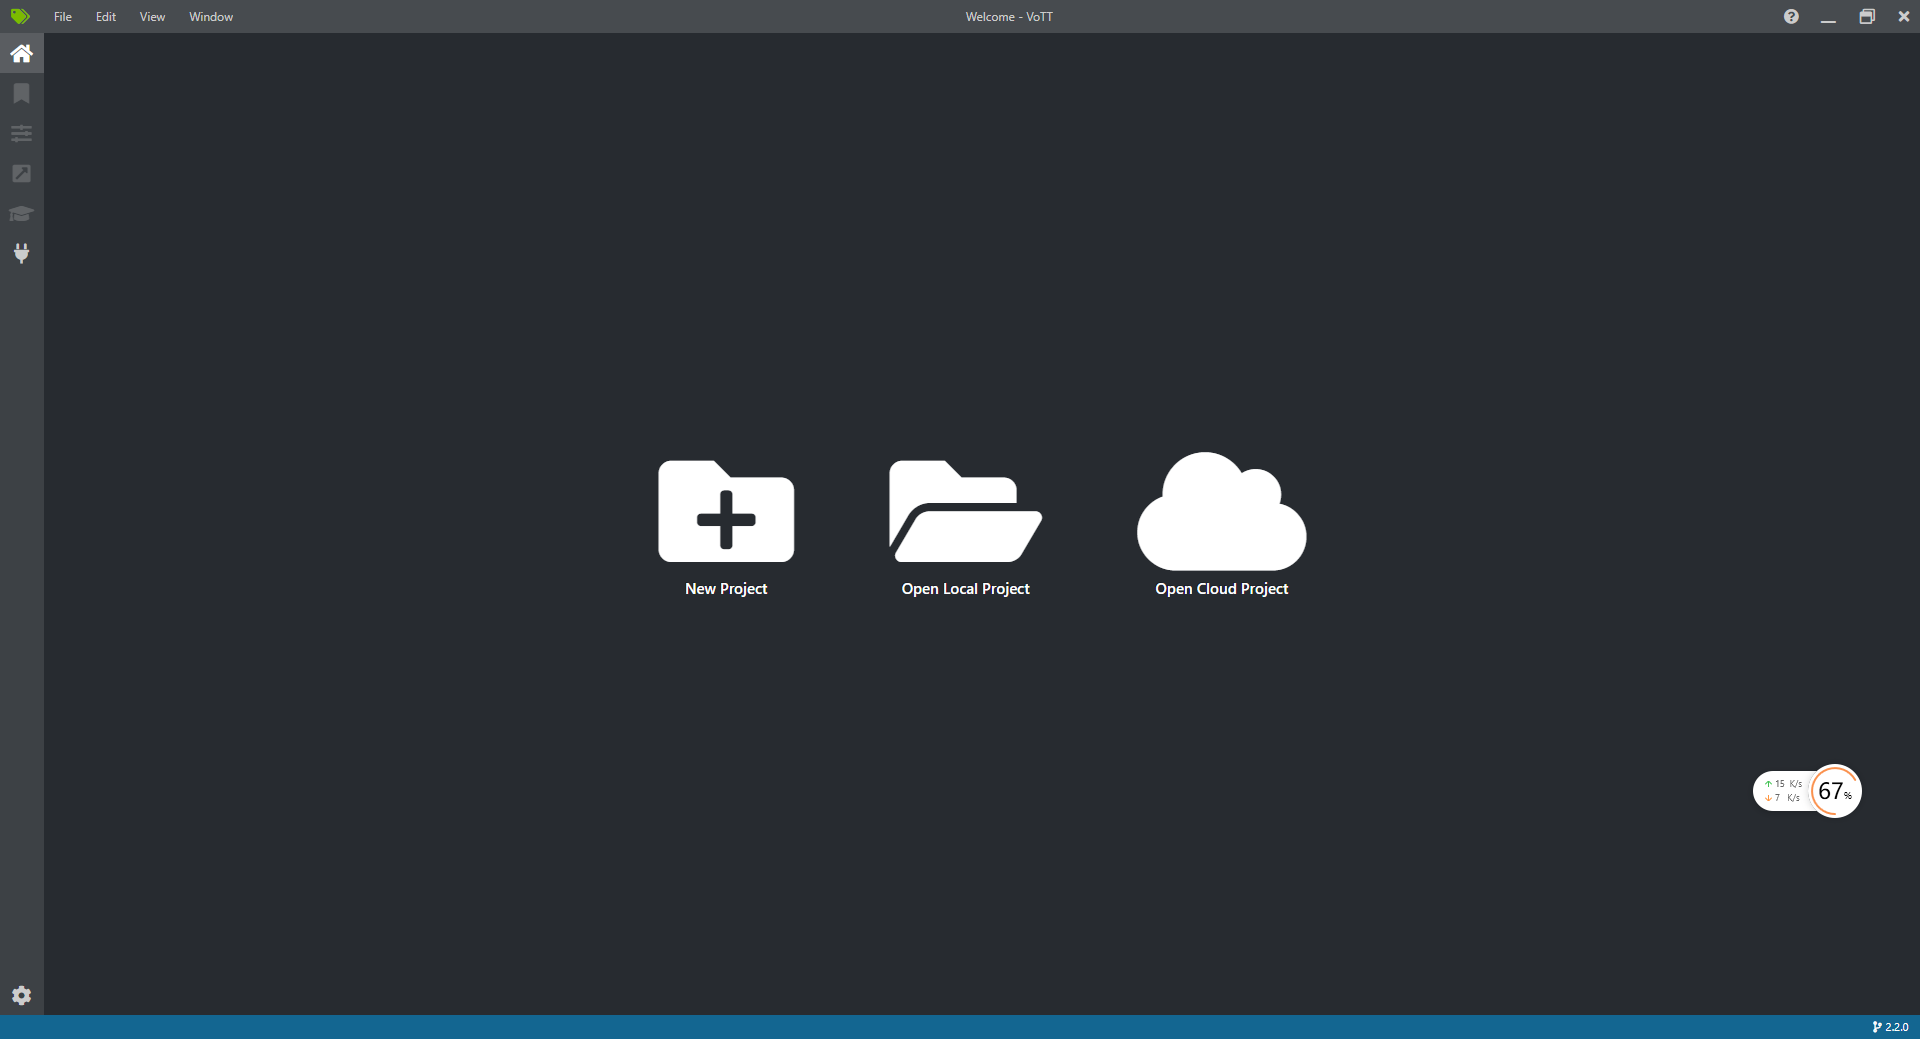 File Edit View Window Welcome - VoTT
New Project Open Local Project Open Cloud Project
15 K/s
7 K/s
67%
2.2.0